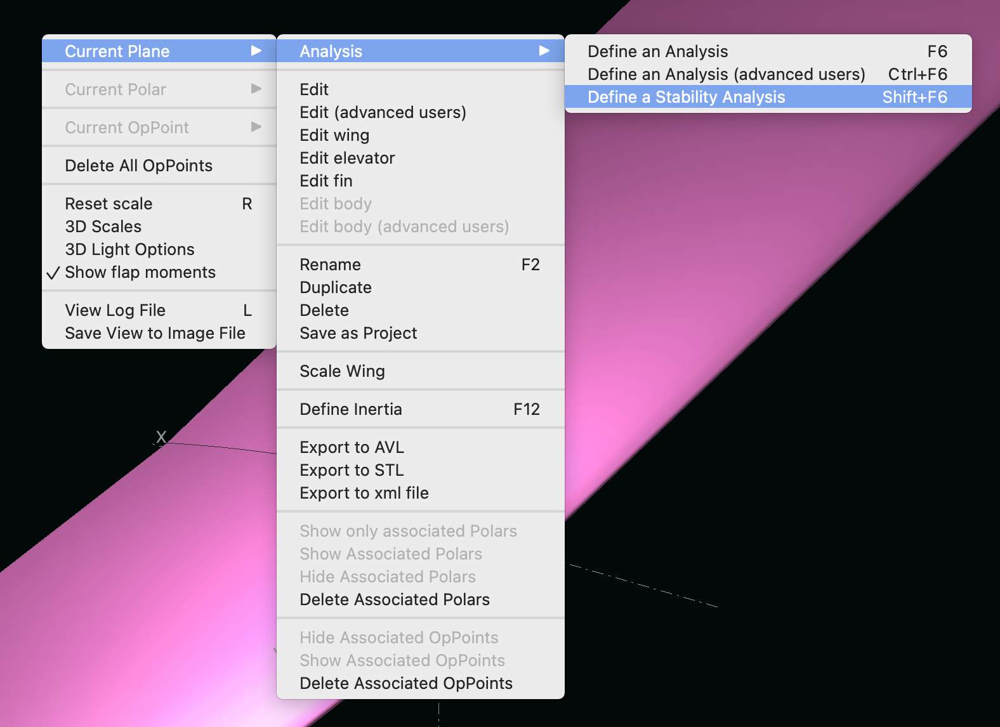 Current Plane
Current Polar
Current OpPoint
Delete All OpPoints
Reset scale R
3D Scales
3D Light Options
Show flap moments
View Log File L
Save View to Image File
Analysis
Edit
Edit (advanced users)
Edit wing
Edit elevator
Edit fin
Edit body
Edit body (advanced users)
Rename F2
Duplicate
Delete
Save as Project
Scale Wing
Define Inertia F12
Export to AVL
Export to STL
Export to xml file
Show only associated Polars
Show Associated Polars
Hide Associated Polars
Delete Associated Polars
Hide Associated OpPoints
Show Associated OpPoints
Delete Associated OpPoints
Define an Analysis F6
Define an Analysis (advanced users) Ctrl+F6
Define a Stability Analysis Shift+F6
X